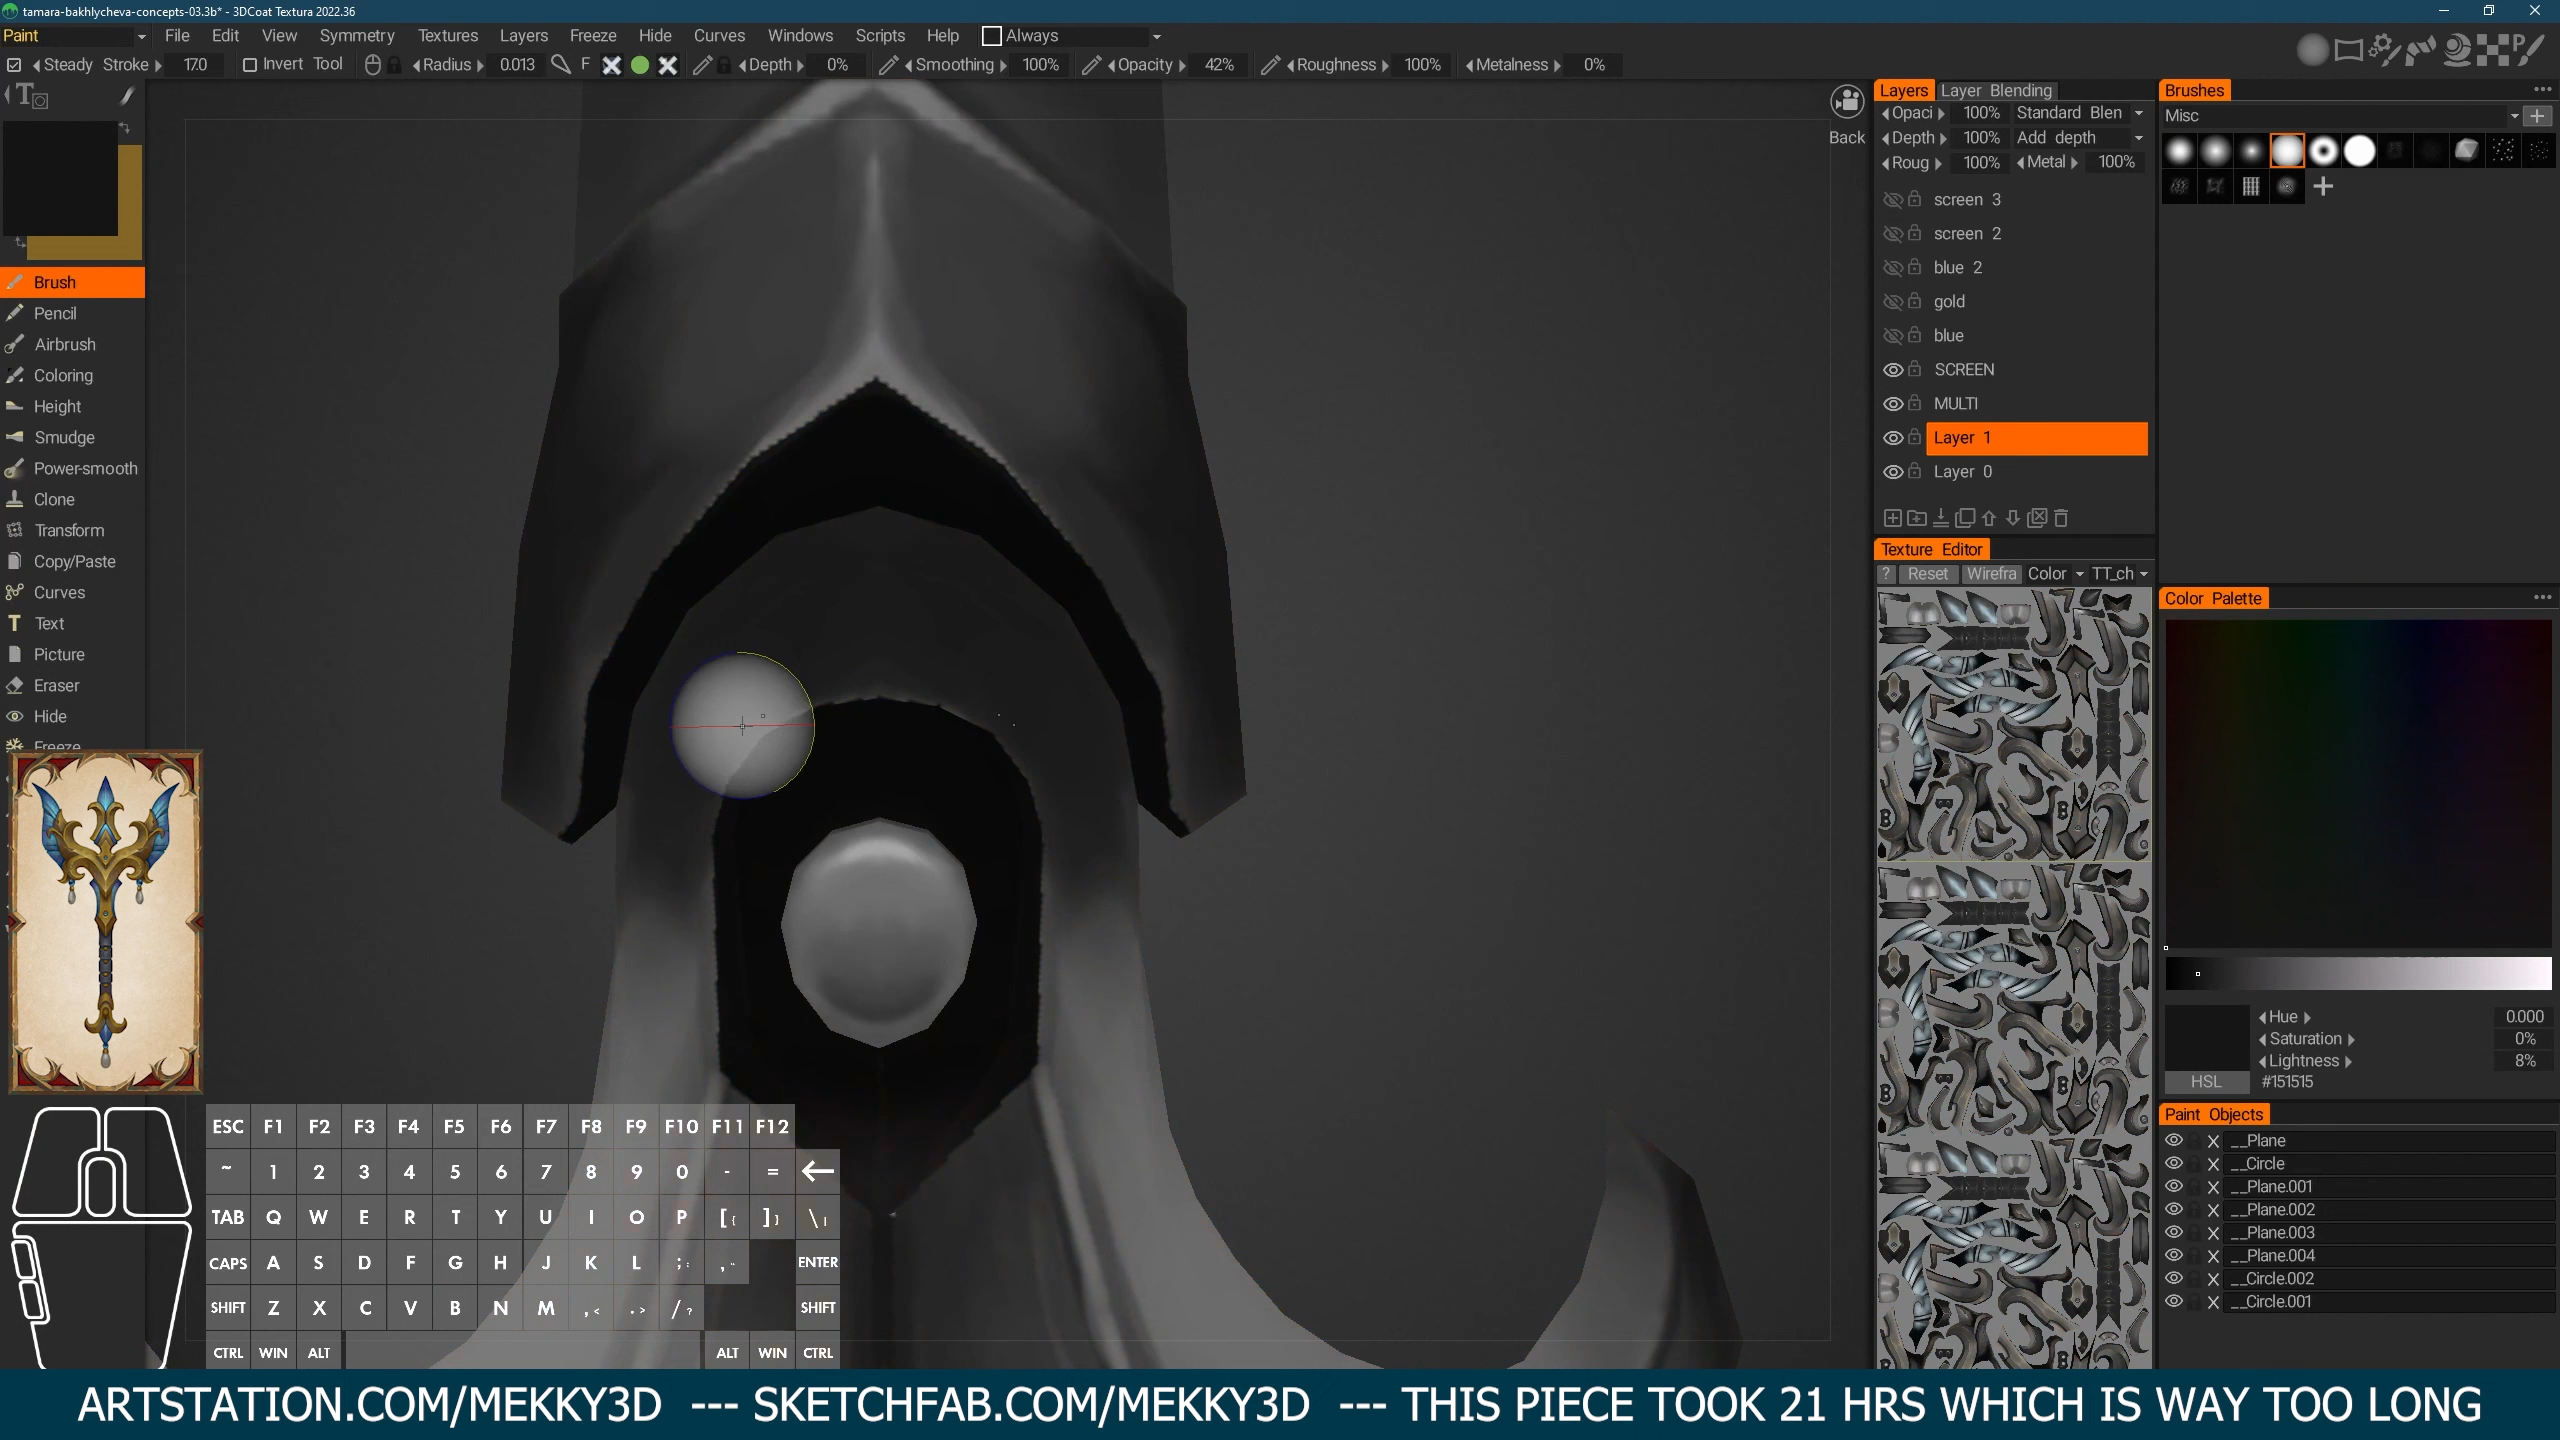 tamara-bakhlycheva-concepts-03.3b* - 3DCoat Textura 2022.36
Paint File Edit View Symmetry Textures Layers Freeze Hide Curves Windows Scripts Help Always
Steady Stroke 17.0 Invert Tool Radius 0.013 F Depth 0% Smoothing 100% Opacity 42% Roughness 100% Metalness 0%
Back
Brush
Pencil
Airbrush
Coloring
Height
Smudge
Power-smooth
Clone
Transform
Copy/Paste
Curves
Text
Picture
Eraser
Hide
Freeze
Layers Layer Blending
Opaci 100% Standard Blen
Depth 100% Add depth
Roug 100% Metal 100%
screen 3
screen 2
blue 2
gold
blue
SCREEN
MULTI
Layer 1
Layer 0
Texture Editor
? Reset Wirefra Color TT_ch
Brushes
Misc
Color Palette
Hue 0.000
Saturation 0%
Lightness 8%
HSL #151515
Paint Objects
X __Plane
X __Circle
X __Plane.001
X __Plane.002
X __Plane.003
X __Plane.004
X __Circle.002
X __Circle.001
ESC F1 F2 F3 F4 F5 F6 F7 F8 F9 F10 F11 F12
~ 1 2 3 4 5 6 7 8 9 0 - =
TAB Q W E R T Y U I O P [{ ]} \|
CAPS A S D F G H J K L ;: ," ENTER
SHIFT Z X C V B N M ,< .> /? SHIFT
CTRL WIN ALT ALT WIN CTRL
ARTSTATION.COM/MEKKY3D --- SKETCHFAB.COM/MEKKY3D --- THIS PIECE TOOK 21 HRS WHICH IS WAY TOO LONG